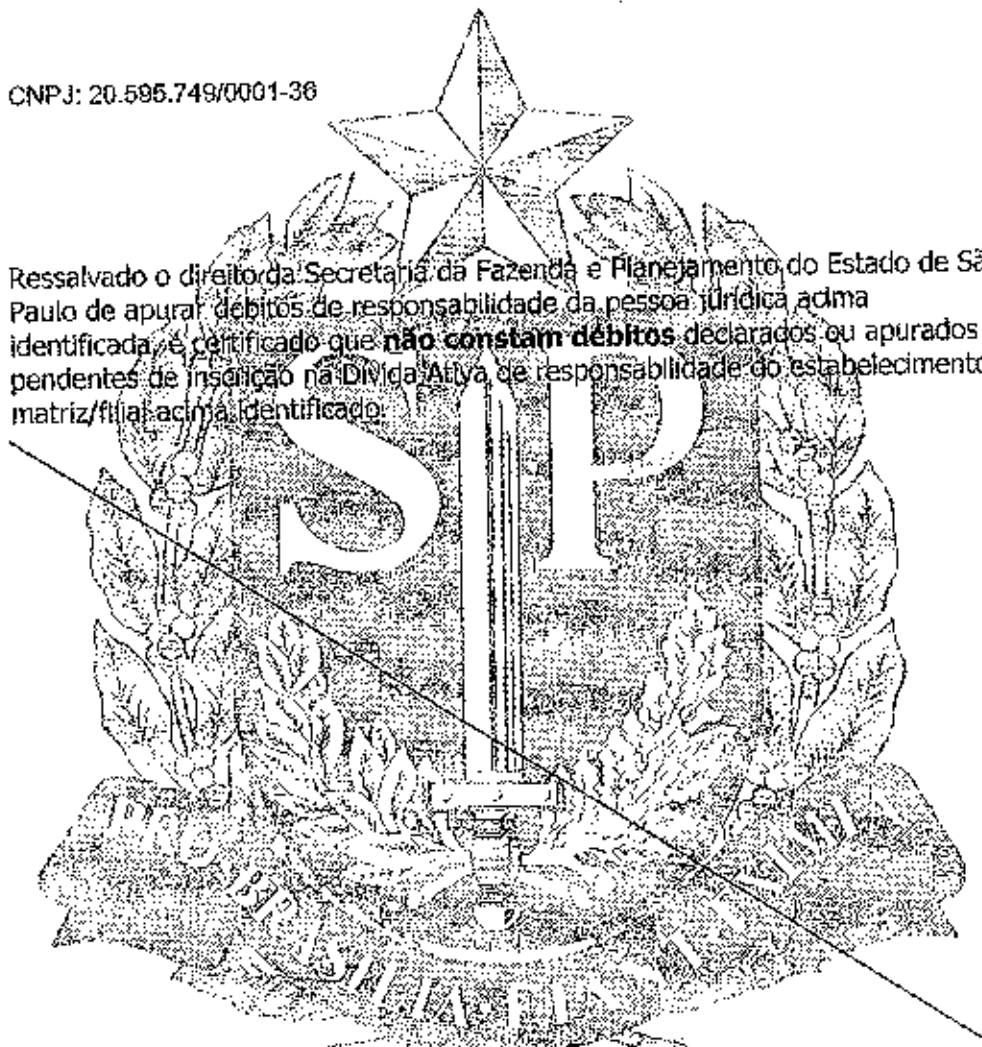 CNPJ: 20.595.749/0001-36
Ressalvado o direito da Secretaria da Fazenda e Planejamento do Estado de Sã
Paulo de apurar débitos de responsabilidade da pessoa jurídica acima
identificada, é certificado que não constam débitos declarados ou apurados
pendentes de inscrição na Dívida Ativa de responsabilidade do estabelecimento
matriz/filial acima identificado.
SP